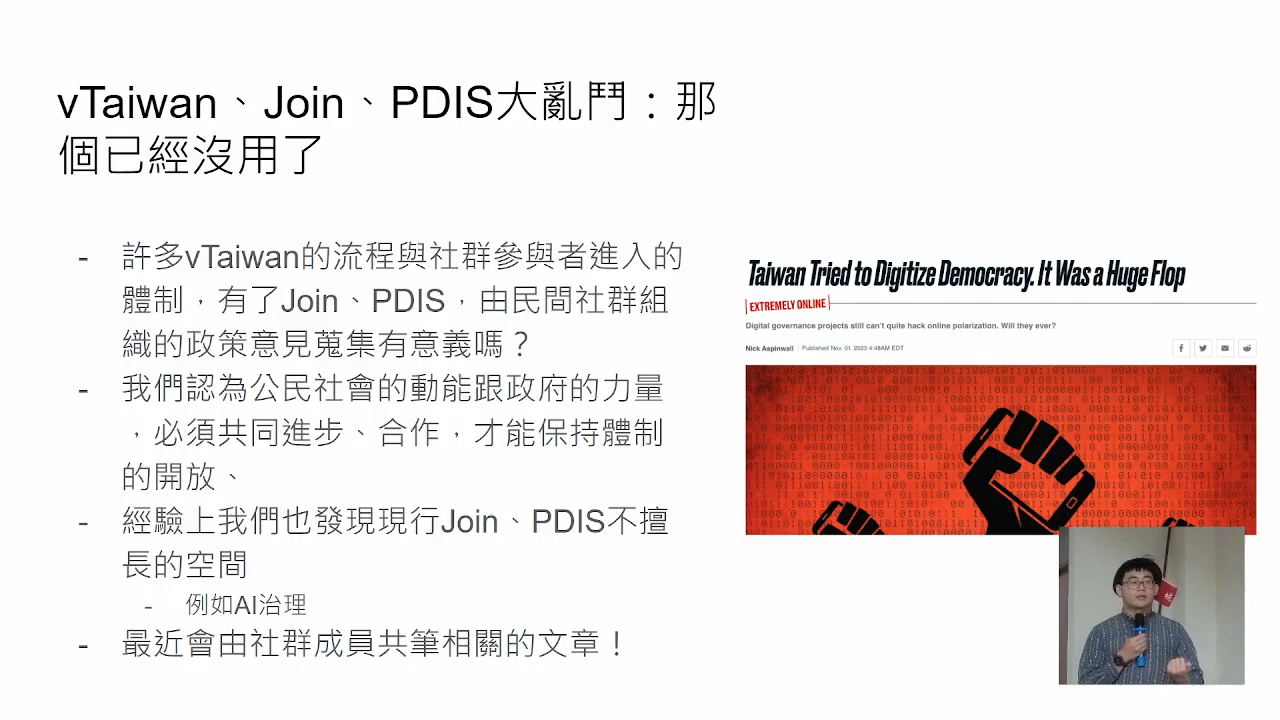 vTaiwan、Join、PDIS大亂鬥：那
個已經沒用了
- 許多vTaiwan的流程與社群參與者進入的
體制，有了Join、PDIS，由民間社群組
織的政策意見蒐集有意義嗎？
- 我們認為公民社會的動能跟政府的力量
，必須共同進步、合作，才能保持體制
的開放、
- 經驗上我們也發現現行Join、PDIS不擅
長的空間
- 例如AI治理
- 最近會由社群成員共筆相關的文章！
Taiwan Tried to Digitize Democracy. It Was a Huge Flop
EXTREMELY ONLINE
Digital governance projects still can't quite hack online polarization. Will they ever?
Nick Aspinwall | Published Nov. 01, 2023 4:48AM EDT